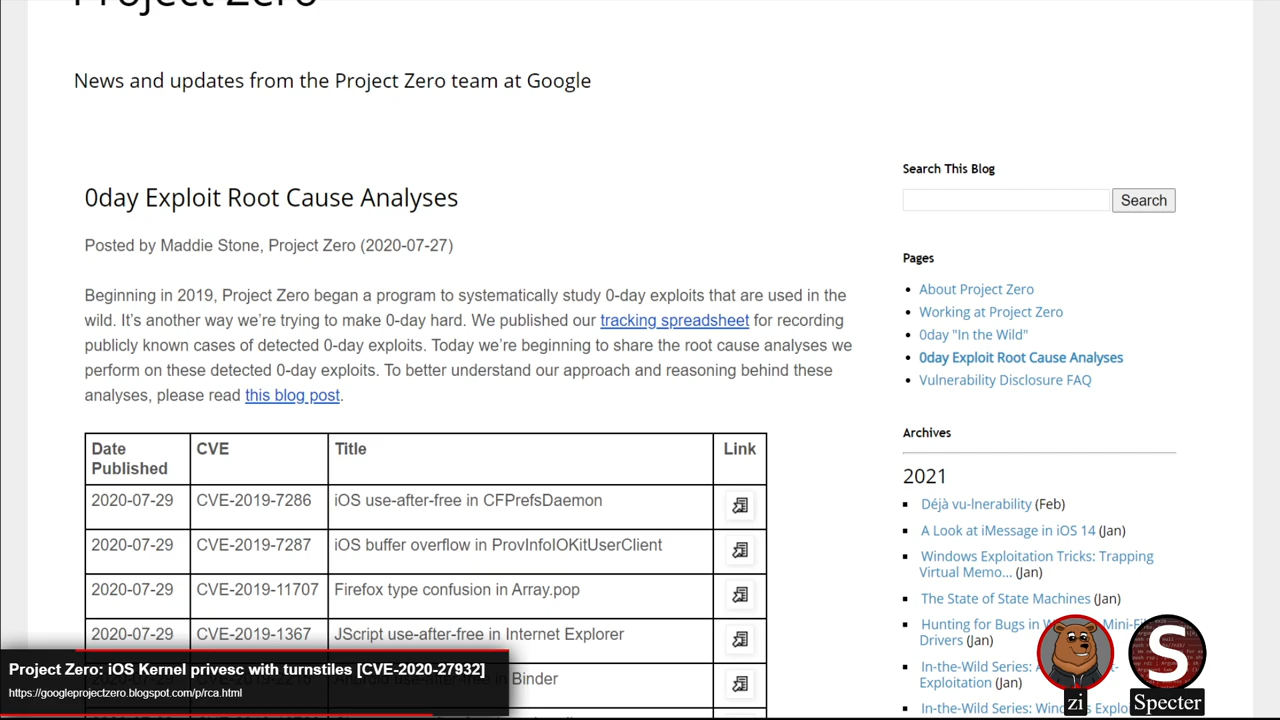 Project Zero
News and updates from the Project Zero team at Google
0day Exploit Root Cause Analyses
Posted by Maddie Stone, Project Zero (2020-07-27)
Beginning in 2019, Project Zero began a program to systematically study 0-day exploits that are used in the
wild. It's another way we're trying to make 0-day hard. We published our tracking spreadsheet for recording
publicly known cases of detected 0-day exploits. Today we're beginning to share the root cause analyses we
perform on these detected 0-day exploits. To better understand our approach and reasoning behind these
analyses, please read this blog post.
Date Published CVE Title Link
2020-07-29 CVE-2019-7286 iOS use-after-free in CFPrefsDaemon
2020-07-29 CVE-2019-7287 iOS buffer overflow in ProvInfoIOKitUserClient
2020-07-29 CVE-2019-11707 Firefox type confusion in Array.pop
2020-07-29 CVE-2019-1367 JScript use-after-free in Internet Explorer
in Binder
Search This Blog
Search
Pages
About Project Zero
Working at Project Zero
0day "In the Wild"
0day Exploit Root Cause Analyses
Vulnerability Disclosure FAQ
Archives
2021
Déjà vu-lnerability (Feb)
A Look at iMessage in iOS 14 (Jan)
Windows Exploitation Tricks: Trapping
Virtual Memo... (Jan)
The State of State Machines (Jan)
Hunting for Bugs in Mini-Fi
Drivers (Jan)
In-the-Wild Series:
Exploitation (Jan)
In-the-Wild Series: Win Explo
Project Zero: iOS Kernel privesc with turnstiles [CVE-2020-27932]
https://googleprojectzero.blogspot.com/p/rca.html
zi
S
Specter